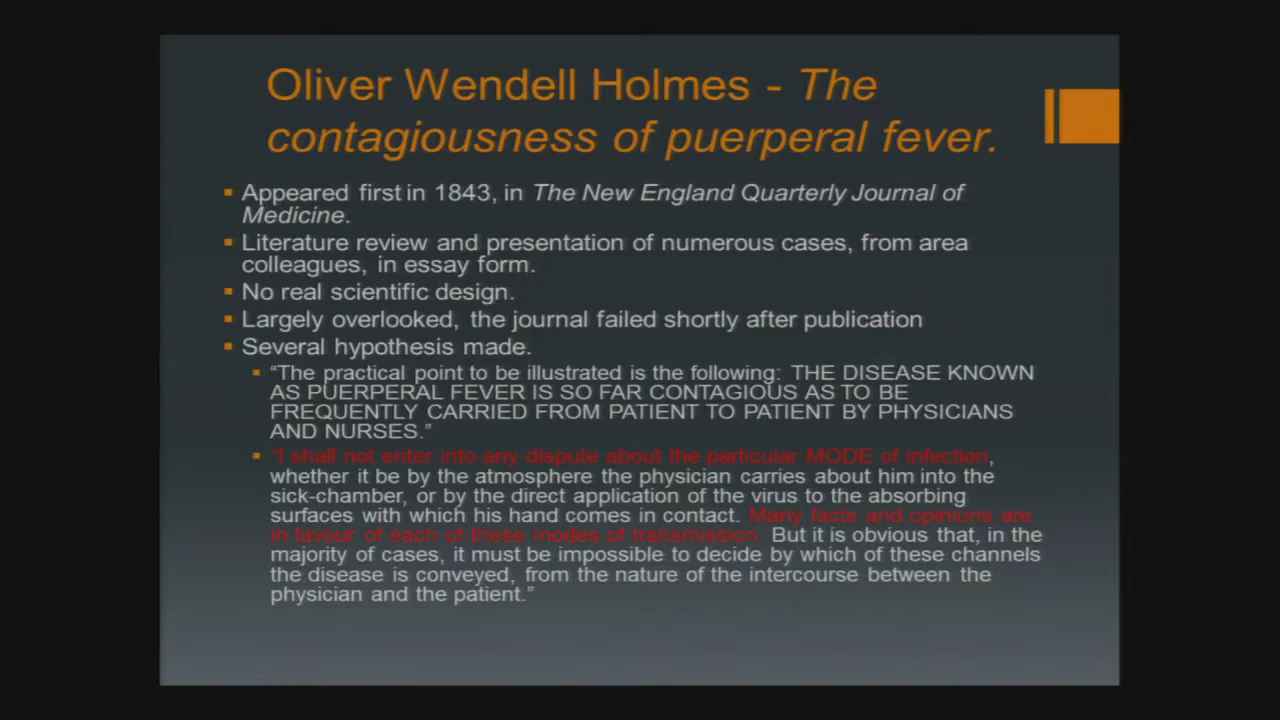 Oliver Wendell Holmes - The
contagiousness of puerperal fever.
Appeared first in 1843, in The New England Quarterly Journal of
Medicine.
Literature review and presentation of numerous cases, from area
colleagues, in essay form.
No real scientific design.
Largely overlooked, the journal failed shortly after publication
Several hypothesis made.
“The practical point to be illustrated is the following: THE DISEASE KNOWN
AS PUERPERAL FEVER IS SO FAR CONTAGIOUS AS TO BE
FREQUENTLY CARRIED FROM PATIENT TO PATIENT BY PHYSICIANS
AND NURSES.”
“I shall not enter into any dispute about the particular MODE of infection,
whether it be by the atmosphere the physician carries about him into the
sick-chamber, or by the direct application of the virus to the absorbing
surfaces with which his hand comes in contact. Many facts and opinions are
in favour of each of these modes of transmission. But it is obvious that, in the
majority of cases, it must be impossible to decide by which of these channels
the disease is conveyed, from the nature of the intercourse between the
physician and the patient.”